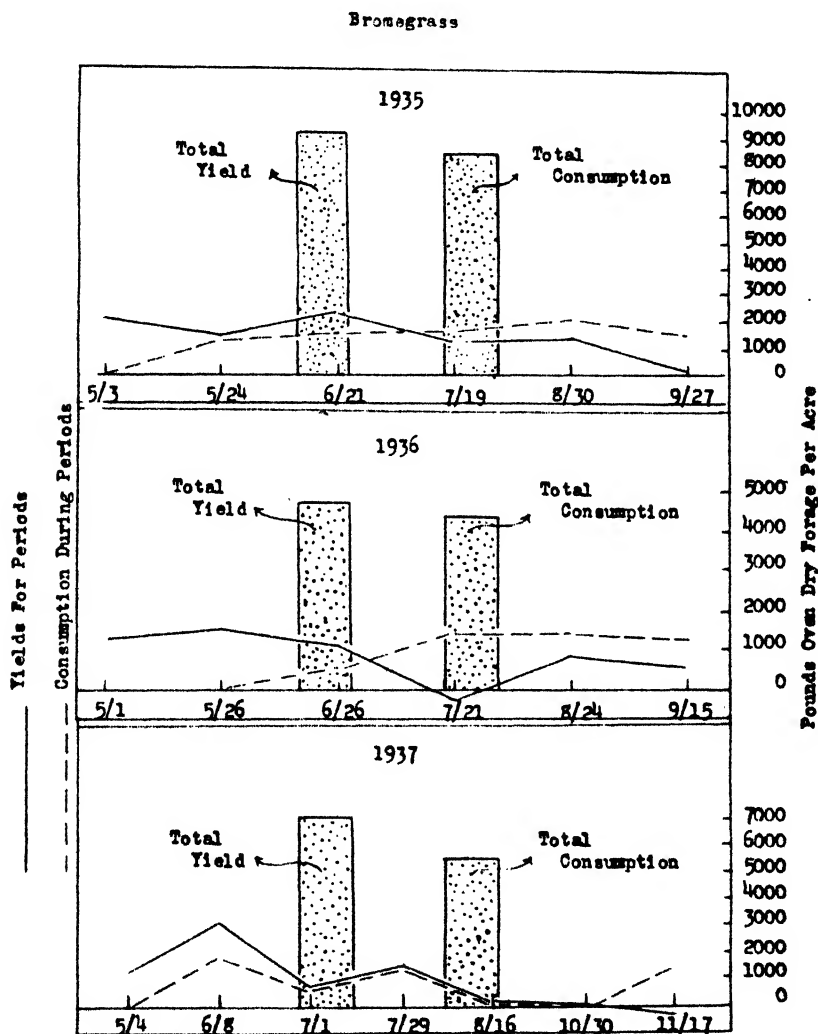 Bromegrass
1935
Total
Yield
Total
Consumption
10000
9000
8000
7000
6000
5000
4000
3000
2000
1000
0
5/3 5/24 6/21 7/19 8/30 9/27
1936
Total
Yield
Total
Consumption
5000
4000
3000
2000
1000
0
5/1 5/26 6/26 7/21 8/24 9/15
1937
Total
Yield
Total
Consumption
7000
6000
5000
4000
3000
2000
1000
0
5/4 6/8 7/1 7/29 8/16 10/30 11/17
Yields For Periods
Consumption During Periods
Pounds Oven Dry Forage Per Acre